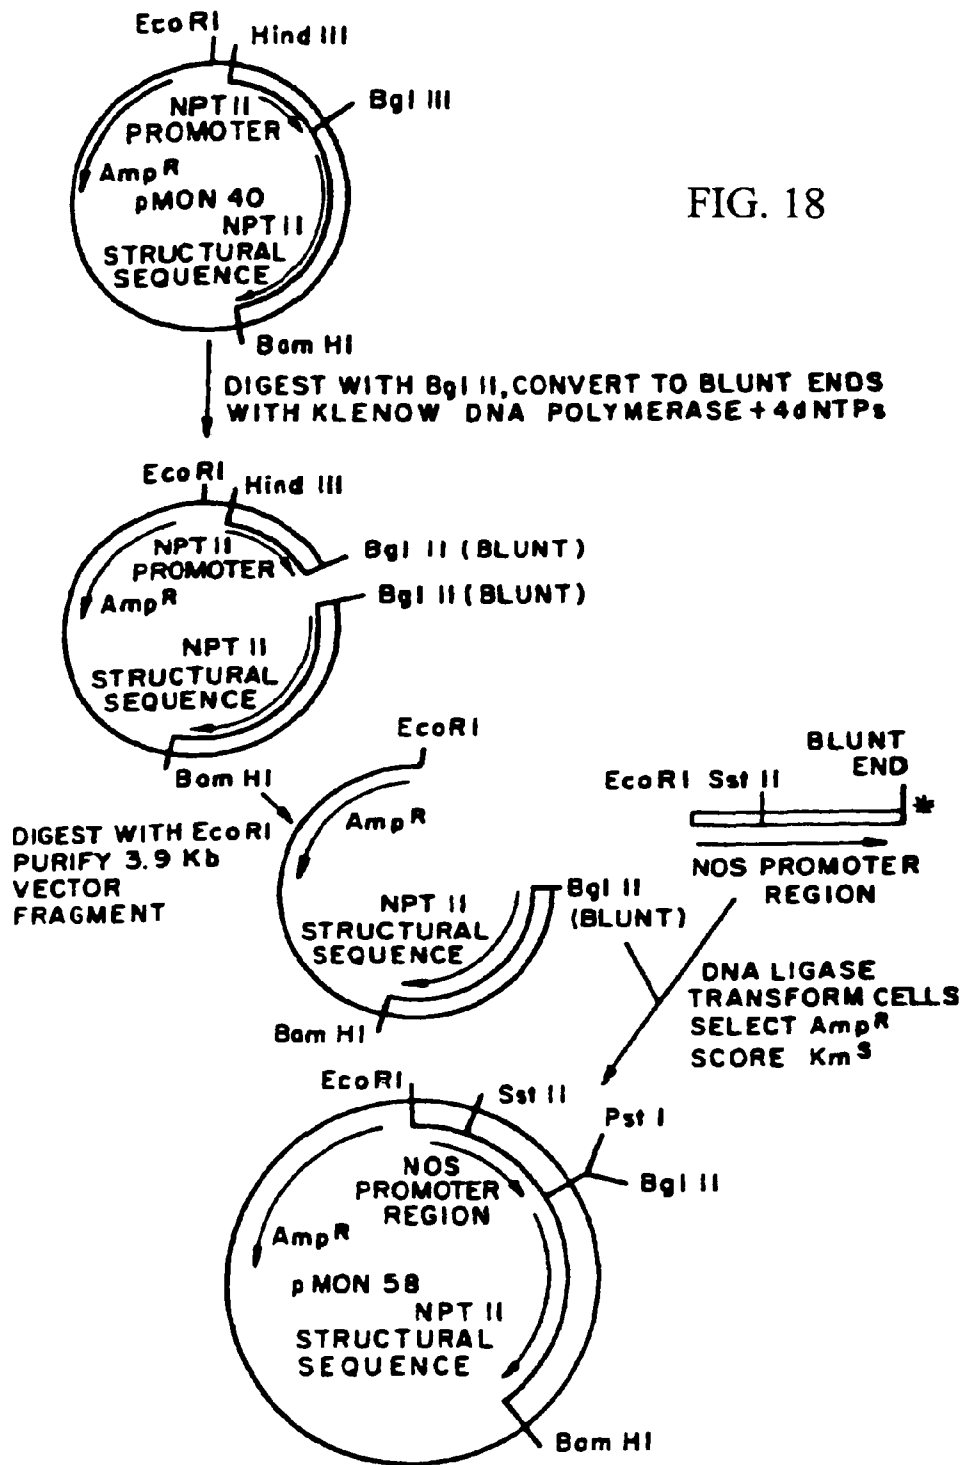 EcoRI
Hind III
NPT II
PROMOTER
Bgl III
AmpR
pMON 40
NPT II
STRUCTURAL
SEQUENCE
Bam HI
FIG. 18
DIGEST WITH Bgl II, CONVERT TO BLUNT ENDS
WITH KLENOW DNA POLYMERASE + 4dNTPs
EcoRI
Hind III
NPT II
PROMOTER
Bgl II (BLUNT)
AmpR
Bgl II (BLUNT)
NPT II
STRUCTURAL
SEQUENCE
Bam HI
DIGEST WITH EcoRI
PURIFY 3.9 Kb
VECTOR
FRAGMENT
EcoRI
AmpR
NPT II
STRUCTURAL
SEQUENCE
Bgl II
(BLUNT)
Bam HI
BLUNT
END
EcoRI Sst II
*
NOS PROMOTER
REGION
DNA LIGASE
TRANSFORM CELLS
SELECT AmpR
SCORE KmS
EcoRI
Sst II
Pst I
Bgl II
NOS
PROMOTER
REGION
AmpR
pMON 58
NPT II
STRUCTURAL
SEQUENCE
Bam HI